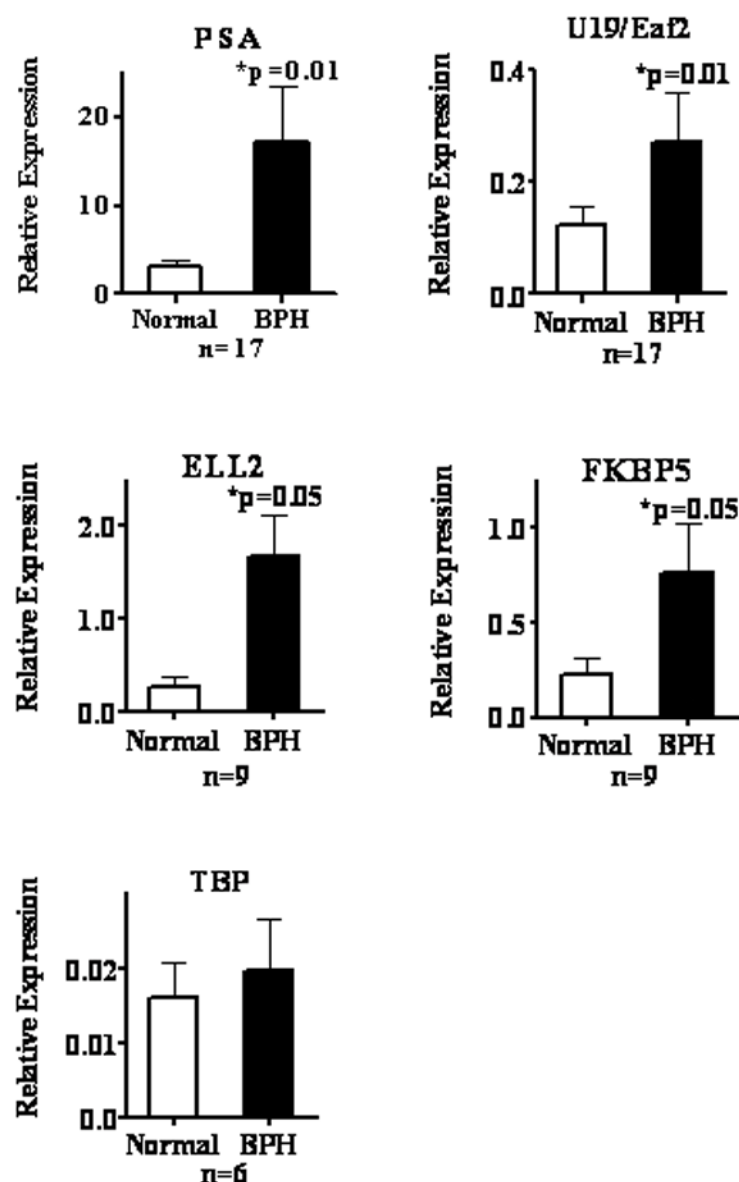 PSA
*p=0.01
Relative Expression
20
10
0
Normal BPH
n=17
U19/Eaf2
*p=0.01
Relative Expression
0.4
0.2
0.0
Normal BPH
n=17
ELL2
*p=0.05
Relative Expression
2.0
1.0
0.0
Normal BPH
n=9
FKBP5
*p=0.05
Relative Expression
1.0
0.5
0.0
Normal BPH
n=9
TBP
Relative Expression
0.02
0.01
0.0
Normal BPH
n=6